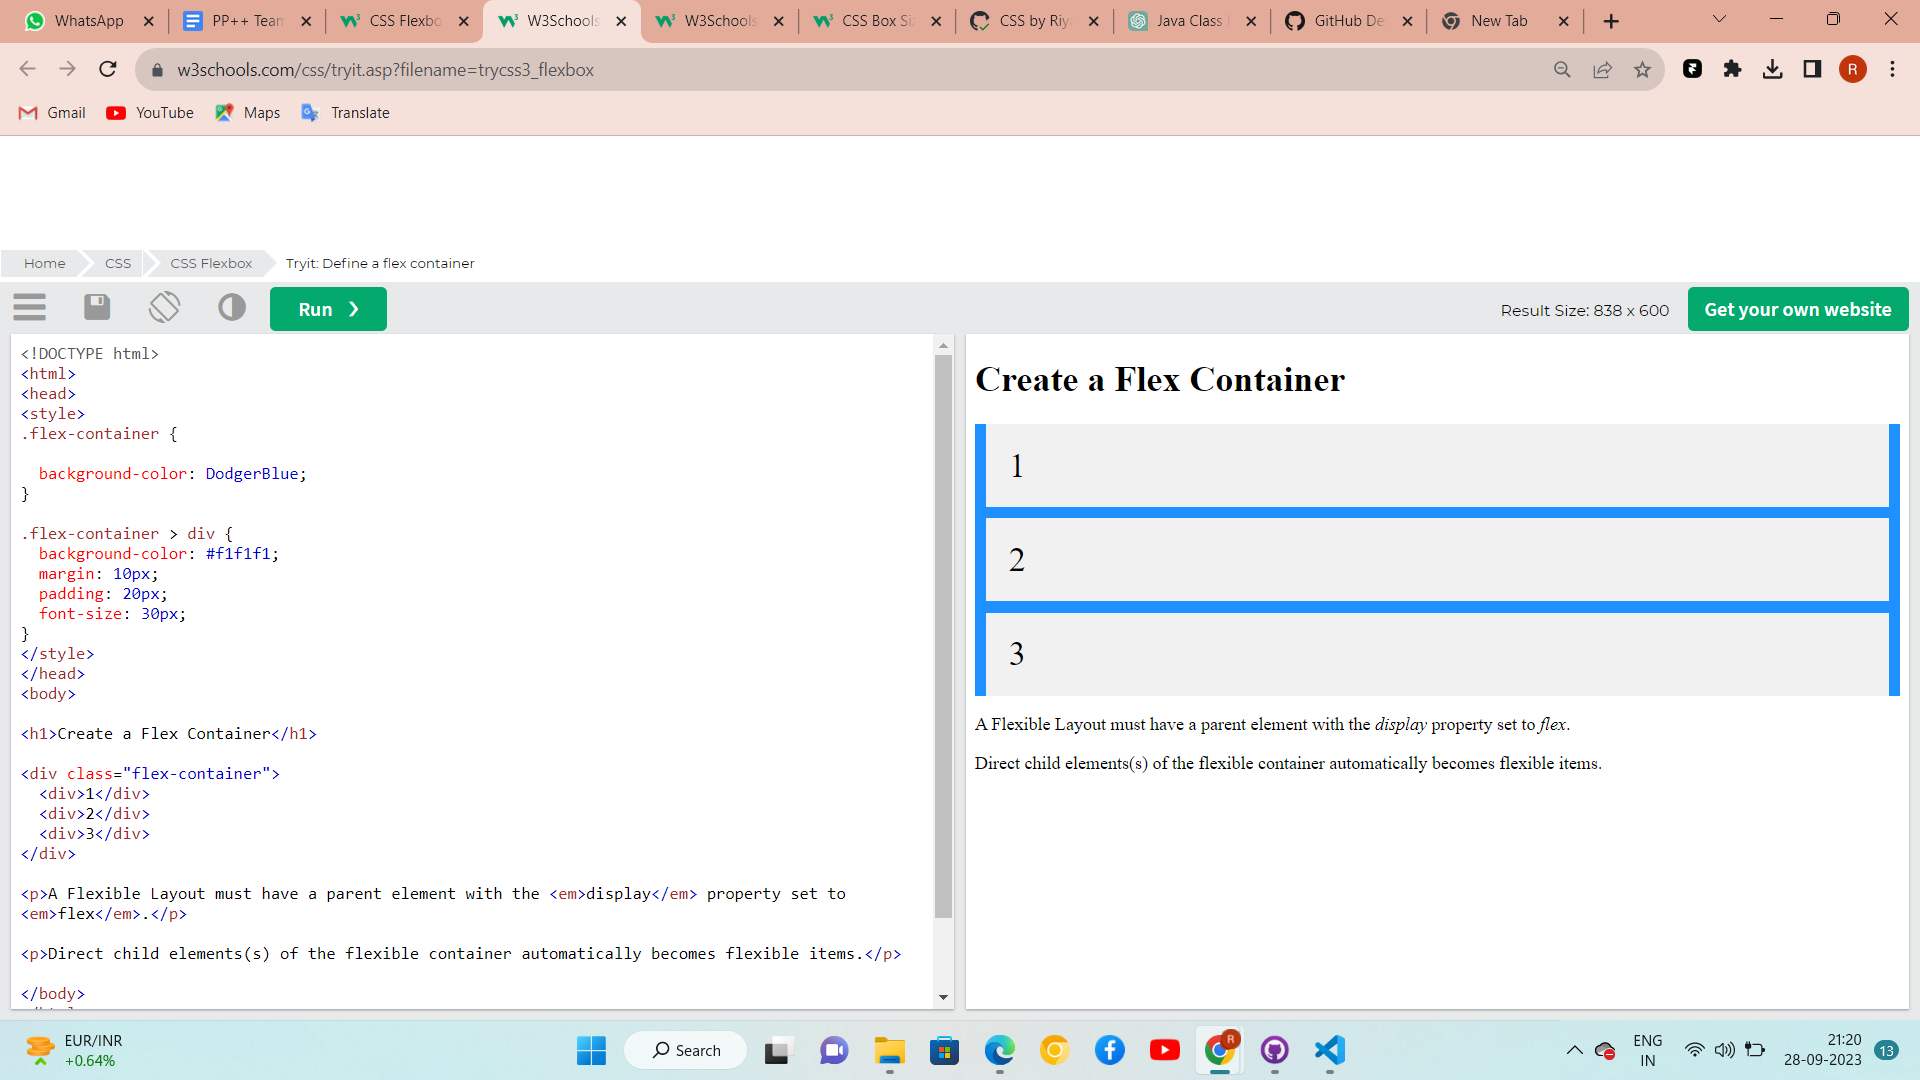 WhatsApp
PP++ Team
CSS Flexbo
W3Schools
W3Schools
CSS Box Siz
CSS by Riya
Java Class
GitHub De
New Tab
w3schools.com/css/tryit.asp?filename=trycss3_flexbox
R
Gmail
YouTube
Maps
Translate
Home
CSS
CSS Flexbox
Tryit: Define a flex container
Run ❯
Result Size: 838 x 600
Get your own website
<!DOCTYPE html>
<html>
<head>
<style>
.flex-container {
background-color: DodgerBlue;
}
.flex-container > div {
background-color: #f1f1f1;
margin: 10px;
padding: 20px;
font-size: 30px;
}
</style>
</head>
<body>
<h1>Create a Flex Container</h1>
<div class="flex-container">
<div>1</div>
<div>2</div>
<div>3</div>
</div>
<p>A Flexible Layout must have a parent element with the <em>display</em> property set to
<em>flex</em>.</p>
<p>Direct child elements(s) of the flexible container automatically becomes flexible items.</p>
</body>
Create a Flex Container
1
2
3
A Flexible Layout must have a parent element with the display property set to flex.
Direct child elements(s) of the flexible container automatically becomes flexible items.
EUR/INR
+0.64%
Search
R
ENG
IN
21:20
28-09-2023
13